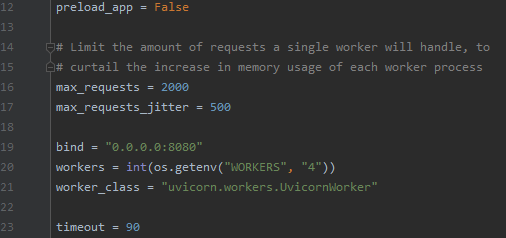 12 preload_app = False
13
14 # Limit the amount of requests a single worker will handle, to
15 # curtail the increase in memory usage of each worker process
16 max_requests = 2000
17 max_requests_jitter = 500
18
19 bind = "0.0.0.0:8080"
20 workers = int(os.getenv("WORKERS", "4"))
21 worker_class = "uvicorn.workers.UvicornWorker"
22
23 timeout = 90